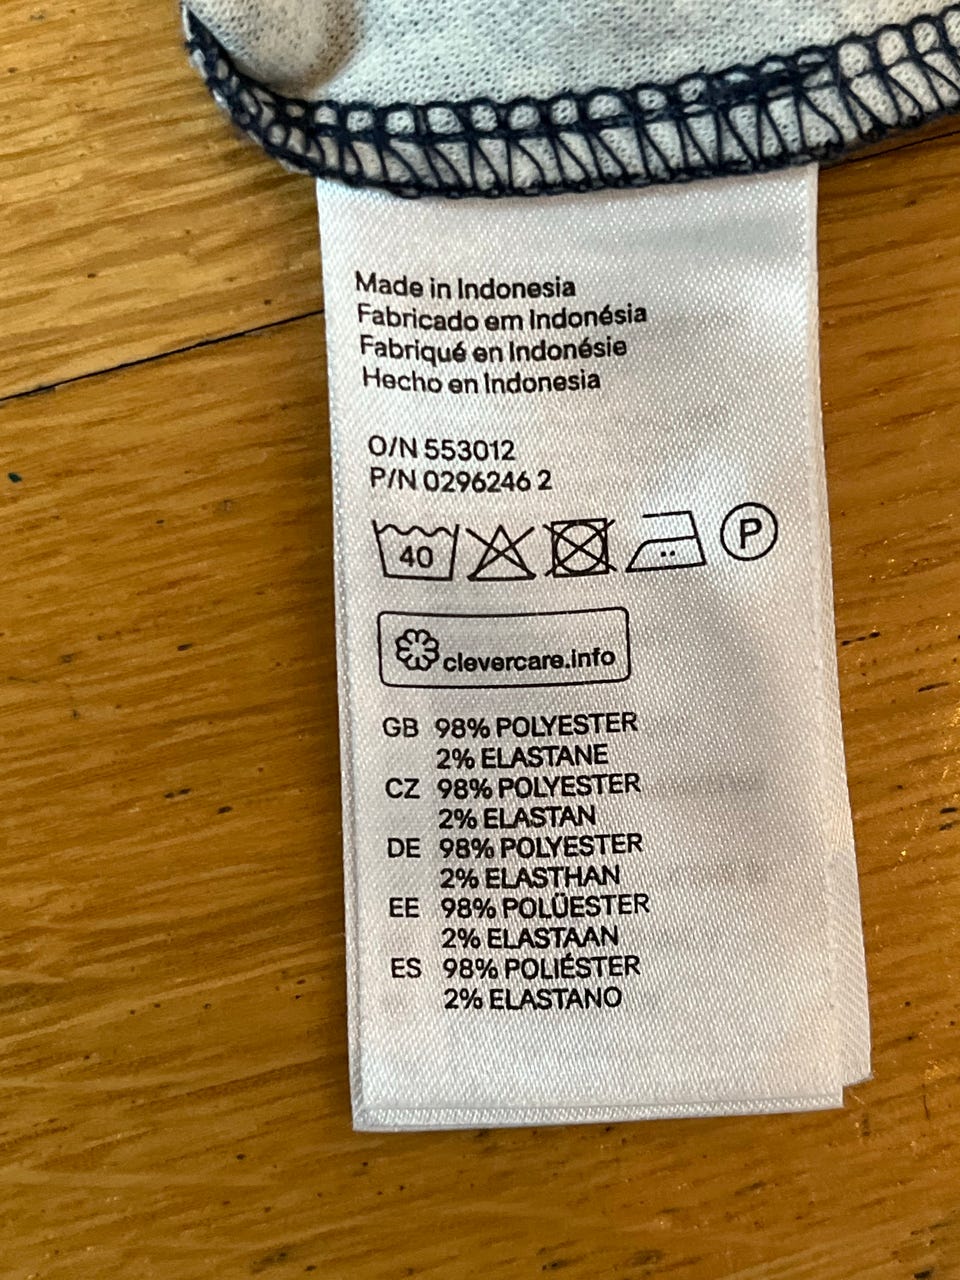 Made in Indonesia
Fabricado em Indonésia
Fabriqué en Indonésie
Hecho en Indonesia
O/N 553012
P/N 0296246 2
40 P
clevercare.info
GB 98% POLYESTER
2% ELASTANE
CZ 98% POLYESTER
2% ELASTAN
DE 98% POLYESTER
2% ELASTHAN
EE 98% POLÜESTER
2% ELASTAAN
ES 98% POLIÉSTER
2% ELASTANO